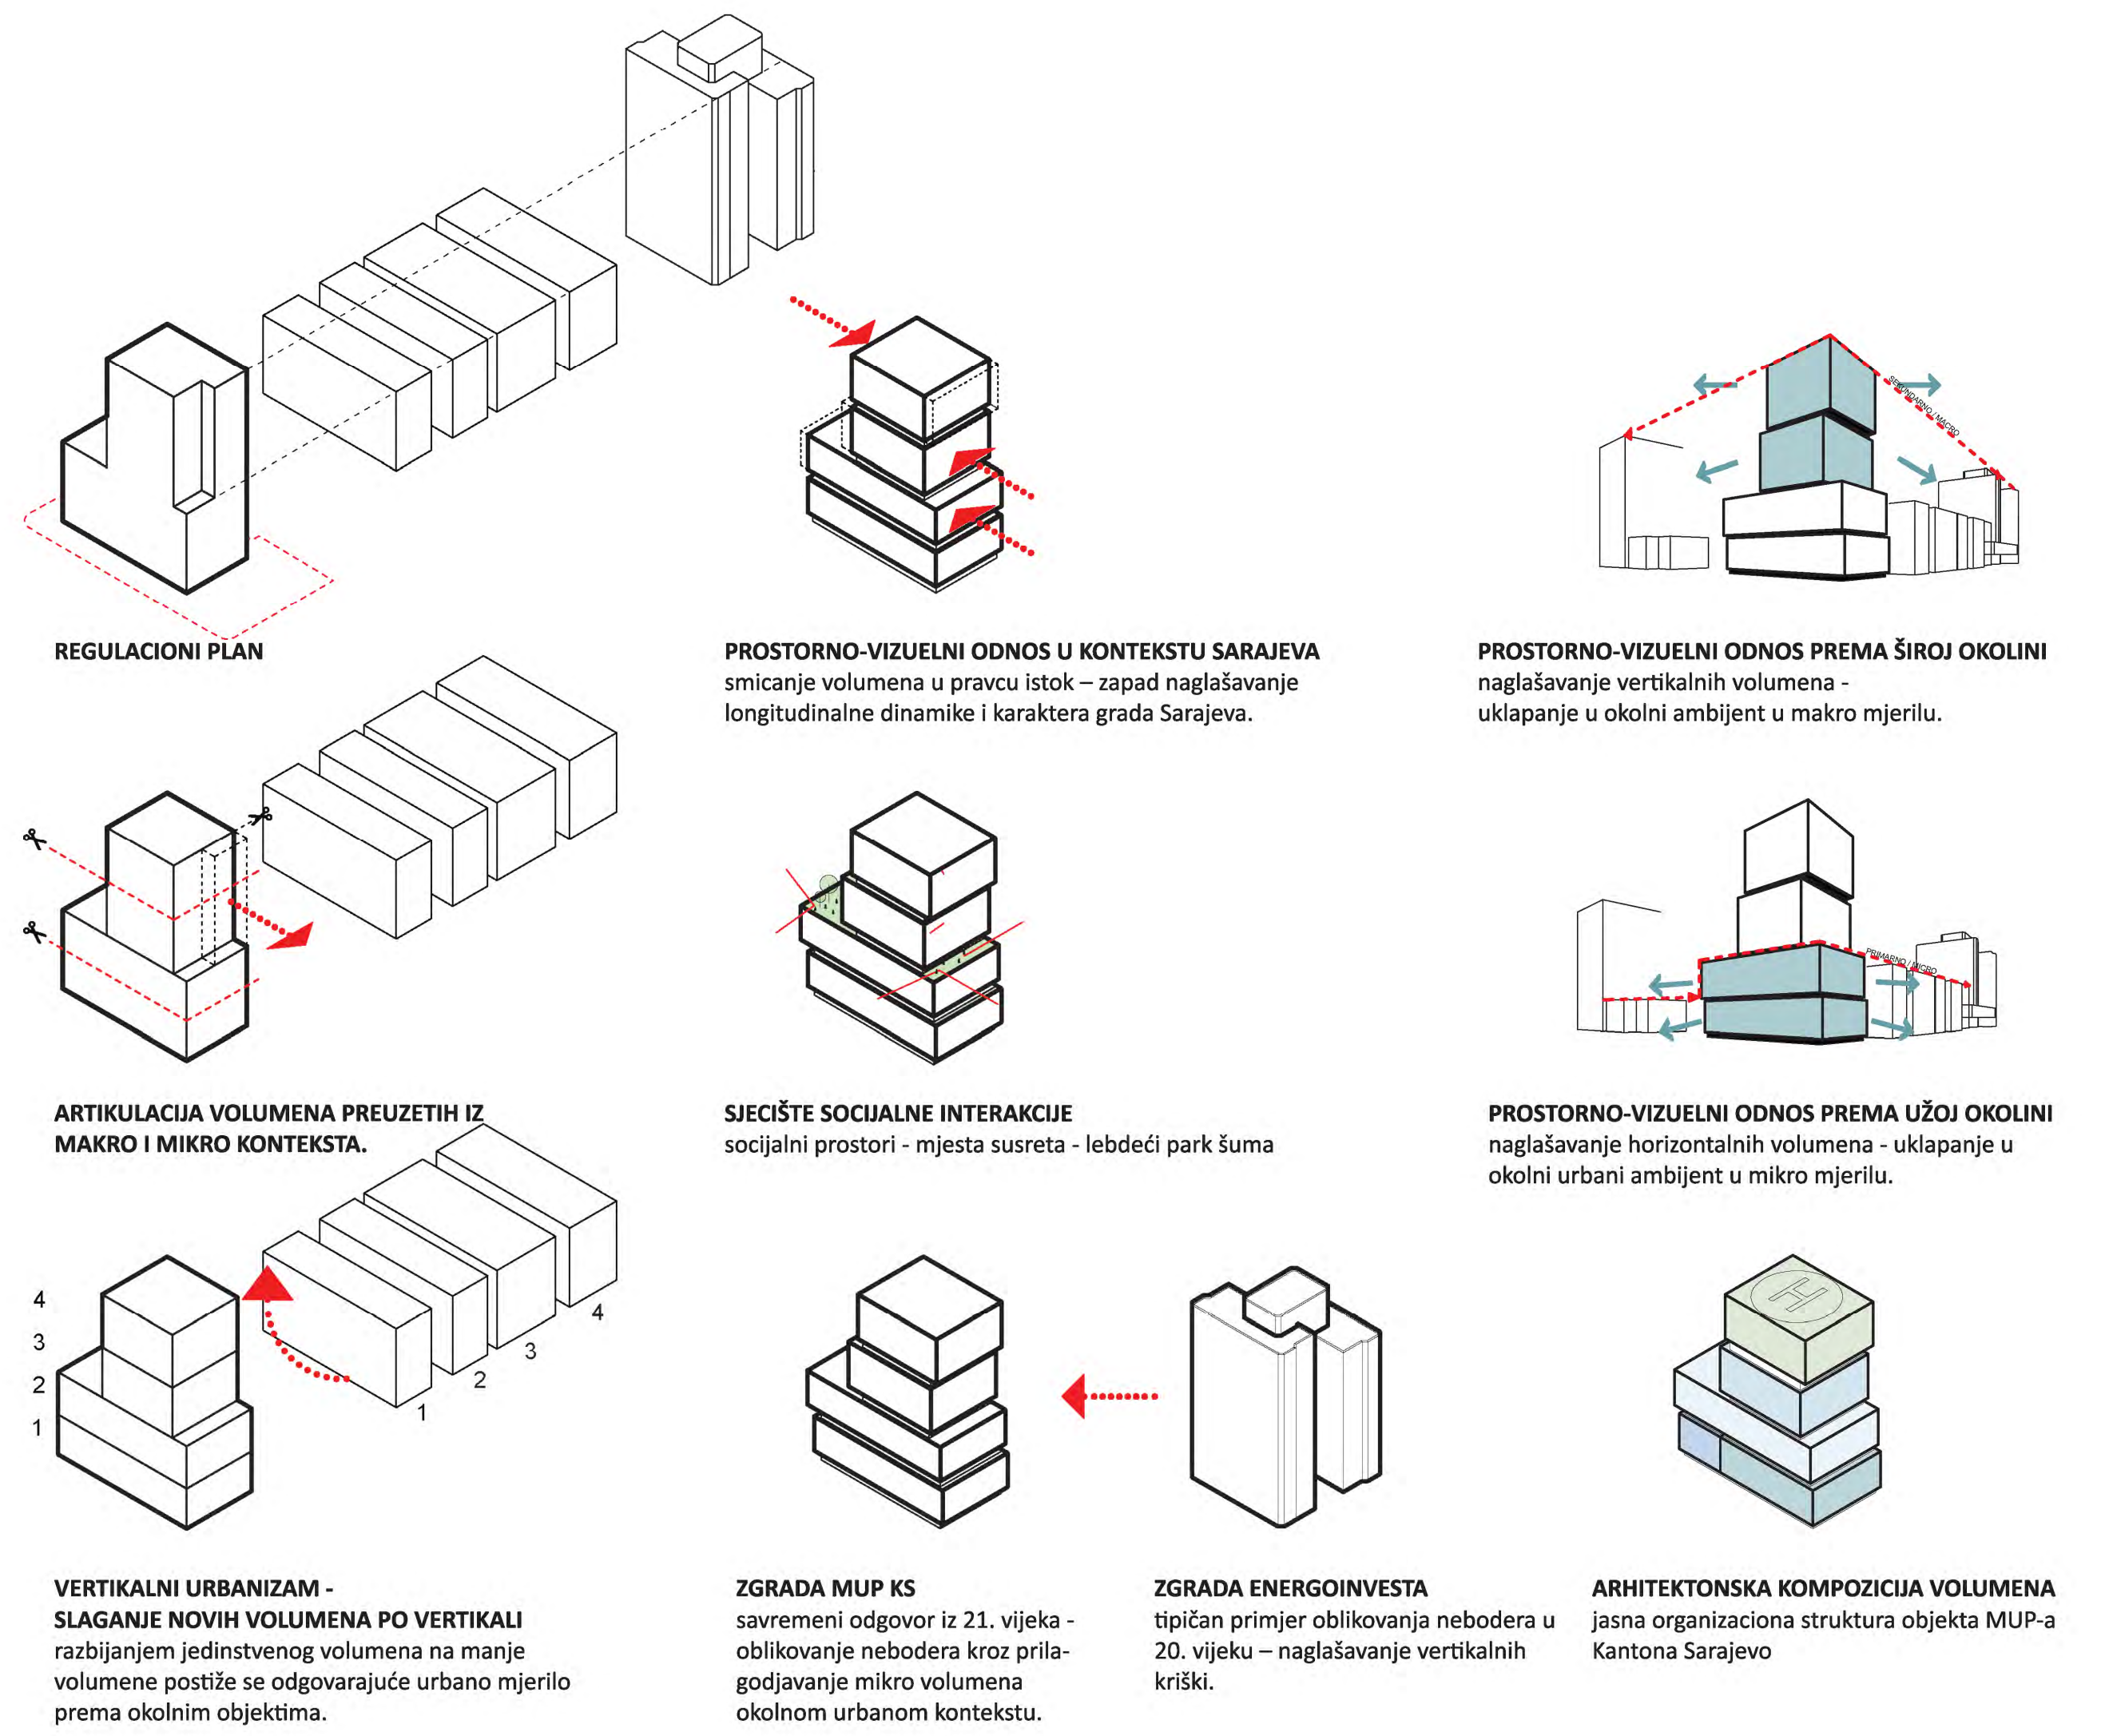 SEKUNDARNO / MACRO
REGULACIONI PLAN
PROSTORNO-VIZUELNI ODNOS U KONTEKSTU SARAJEVA
smicanje volumena u pravcu istok – zapad naglašavanje
longitudinalne dinamike i karaktera grada Sarajeva.
PROSTORNO-VIZUELNI ODNOS PREMA ŠIROJ OKOLINI
naglašavanje vertikalnih volumena -
uklapanje u okolni ambijent u makro mjerilu.
PRIMARNO / MICRO
ARTIKULACIJA VOLUMENA PREUZETIH IZ
MAKRO I MIKRO KONTEKSTA.
SJECIŠTE SOCIJALNE INTERAKCIJE
socijalni prostori - mjesta susreta - lebdeći park šuma
PROSTORNO-VIZUELNI ODNOS PREMA UŽOJ OKOLINI
naglašavanje horizontalnih volumena - uklapanje u
okolni urbani ambijent u mikro mjerilu.
4
3
2
1
1
2
3
4
H
VERTIKALNI URBANIZAM -
SLAGANJE NOVIH VOLUMENA PO VERTIKALI
razbijanjem jedinstvenog volumena na manje
volumene postiže se odgovarajuće urbano mjerilo
prema okolnim objektima.
ZGRADA MUP KS
savremeni odgovor iz 21. vijeka -
oblikovanje nebodera kroz prila-
godjavanje mikro volumena
okolnom urbanom kontekstu.
ZGRADA ENERGOINVESTA
tipičan primjer oblikovanja nebodera u
20. vijeku – naglašavanje vertikalnih
kriški.
ARHITEKTONSKA KOMPOZICIJA VOLUMENA
jasna organizaciona struktura objekta MUP-a
Kantona Sarajevo